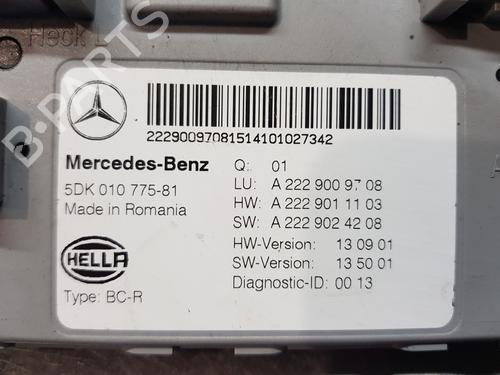 Heck
B-PARTS
2229009708151410102​7342
Mercedes-Benz
Q: 01
5DK 010 775-81
LU: A 222 900 97 08
Made in Romania
HW: A 222 901 11 03
SW: A 222 902 42 08
HELLA
HW-Version: 13 09 01
SW-Version: 13 50 01
Type: BC-R
Diagnostic-ID: 00 13